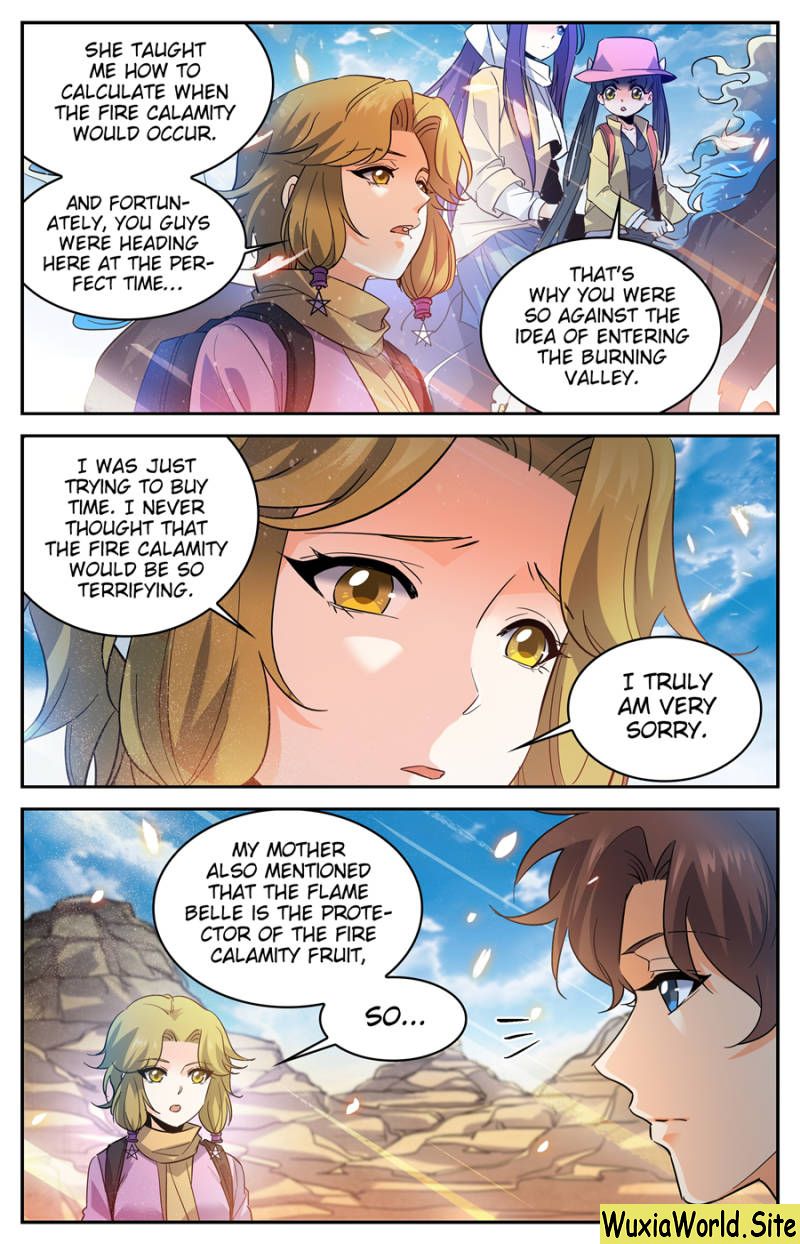 SHE TAUGHT
ME HOW TO
CALCULATE WHEN
THE FIRE CALAMITY
WOULD OCCUR.
AND FORTUN-
ATELY, YOU GUYS
WERE HEADING
HERE AT THE PER-
FECT TIME...
THAT'S
WHY YOU WERE
SO AGAINST THE
IDEA OF ENTERING
THE BURNING
VALLEY.
I WAS JUST
TRYING TO BUY
TIME. I NEVER
THOUGHT THAT
THE FIRE CALAMITY
WOULD BE SO
TERRIFYING.
I TRULY
AM VERY
SORRY.
MY MOTHER
ALSO MENTIONED
THAT THE FLAME
BELLE IS THE PROTE-
CTOR OF THE FIRE
CALAMITY FRUIT,
SO...
WuxiaWorld.Site